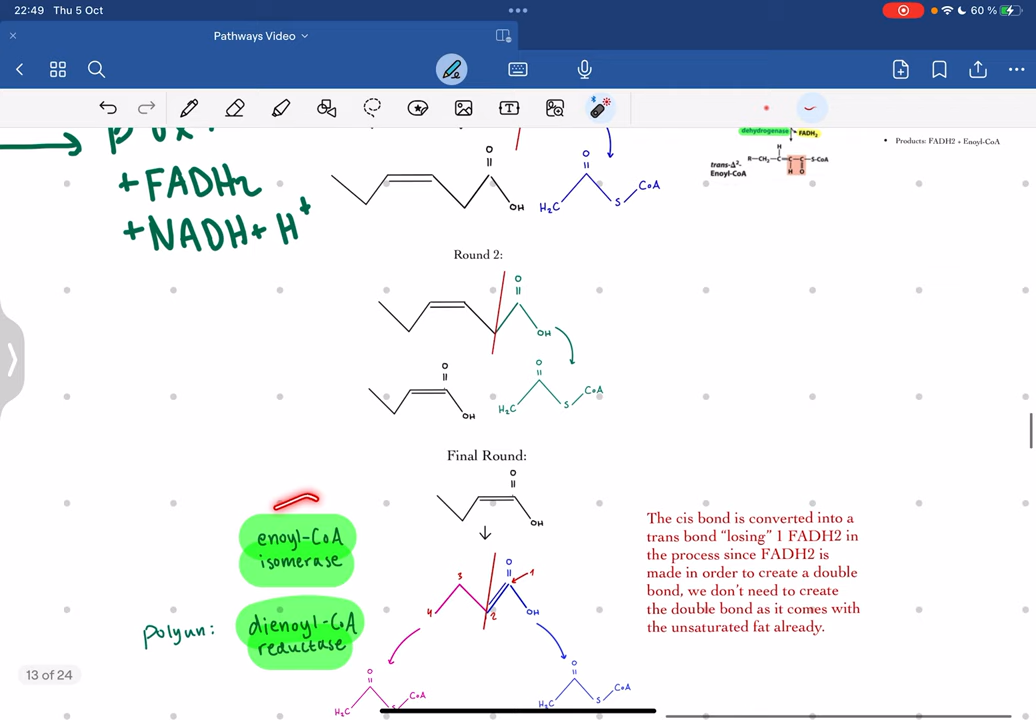 22:49 Thu 5 Oct
60 %
Pathways Video
+FADH2
+NADH+ H+
O
OH
O
H2C
S
CoA
dehydrogenase
FADH2
H
R—CH2—C—C—C—S-CoA
H O
trans-Δ2-
Enoyl-CoA
Products: FADH2 + Enoyl-CoA
Round 2:
O
OH
O
OH
O
H2C
S
CoA
Final Round:
O
OH
enoyl-CoA
isomerase
polyun:
dienoyl-CoA
reductase
O
1
3
4
2
OH
O
H2C
S
CoA
O
H2C
S
CoA
The cis bond is converted into a
trans bond “losing” 1 FADH2 in
the process since FADH2 is
made in order to create a double
bond, we don’t need to create
the double bond as it comes with
the unsaturated fat already.
13 of 24